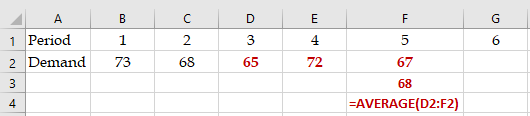 A B C D E F G
1 Period 1 2 3 4 5 6
2 Demand 73 68 65 72 67
3 68
4 =AVERAGE(D2:F2)